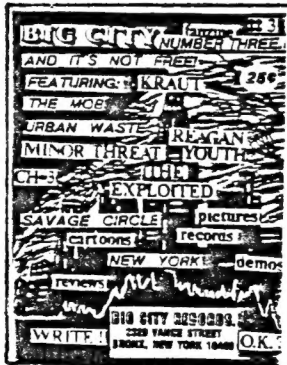 BIG CITY fanzine # 3
NUMBER THREE!
AND IT'S NOT FREE!
25¢
FEATURING: KRAUT
THE MOB
URBAN WASTE
REAGAN YOUTH
MINOR THREAT
CH-3
THE EXPLOITED
SAVAGE CIRCLE
pictures
cartoons
records
NEW YORK!
demos
reviews
WRITE!
BIG CITY RECORDS.
2329 YANCE STREET
BRONX, NEW YORK 10469
O.K.?